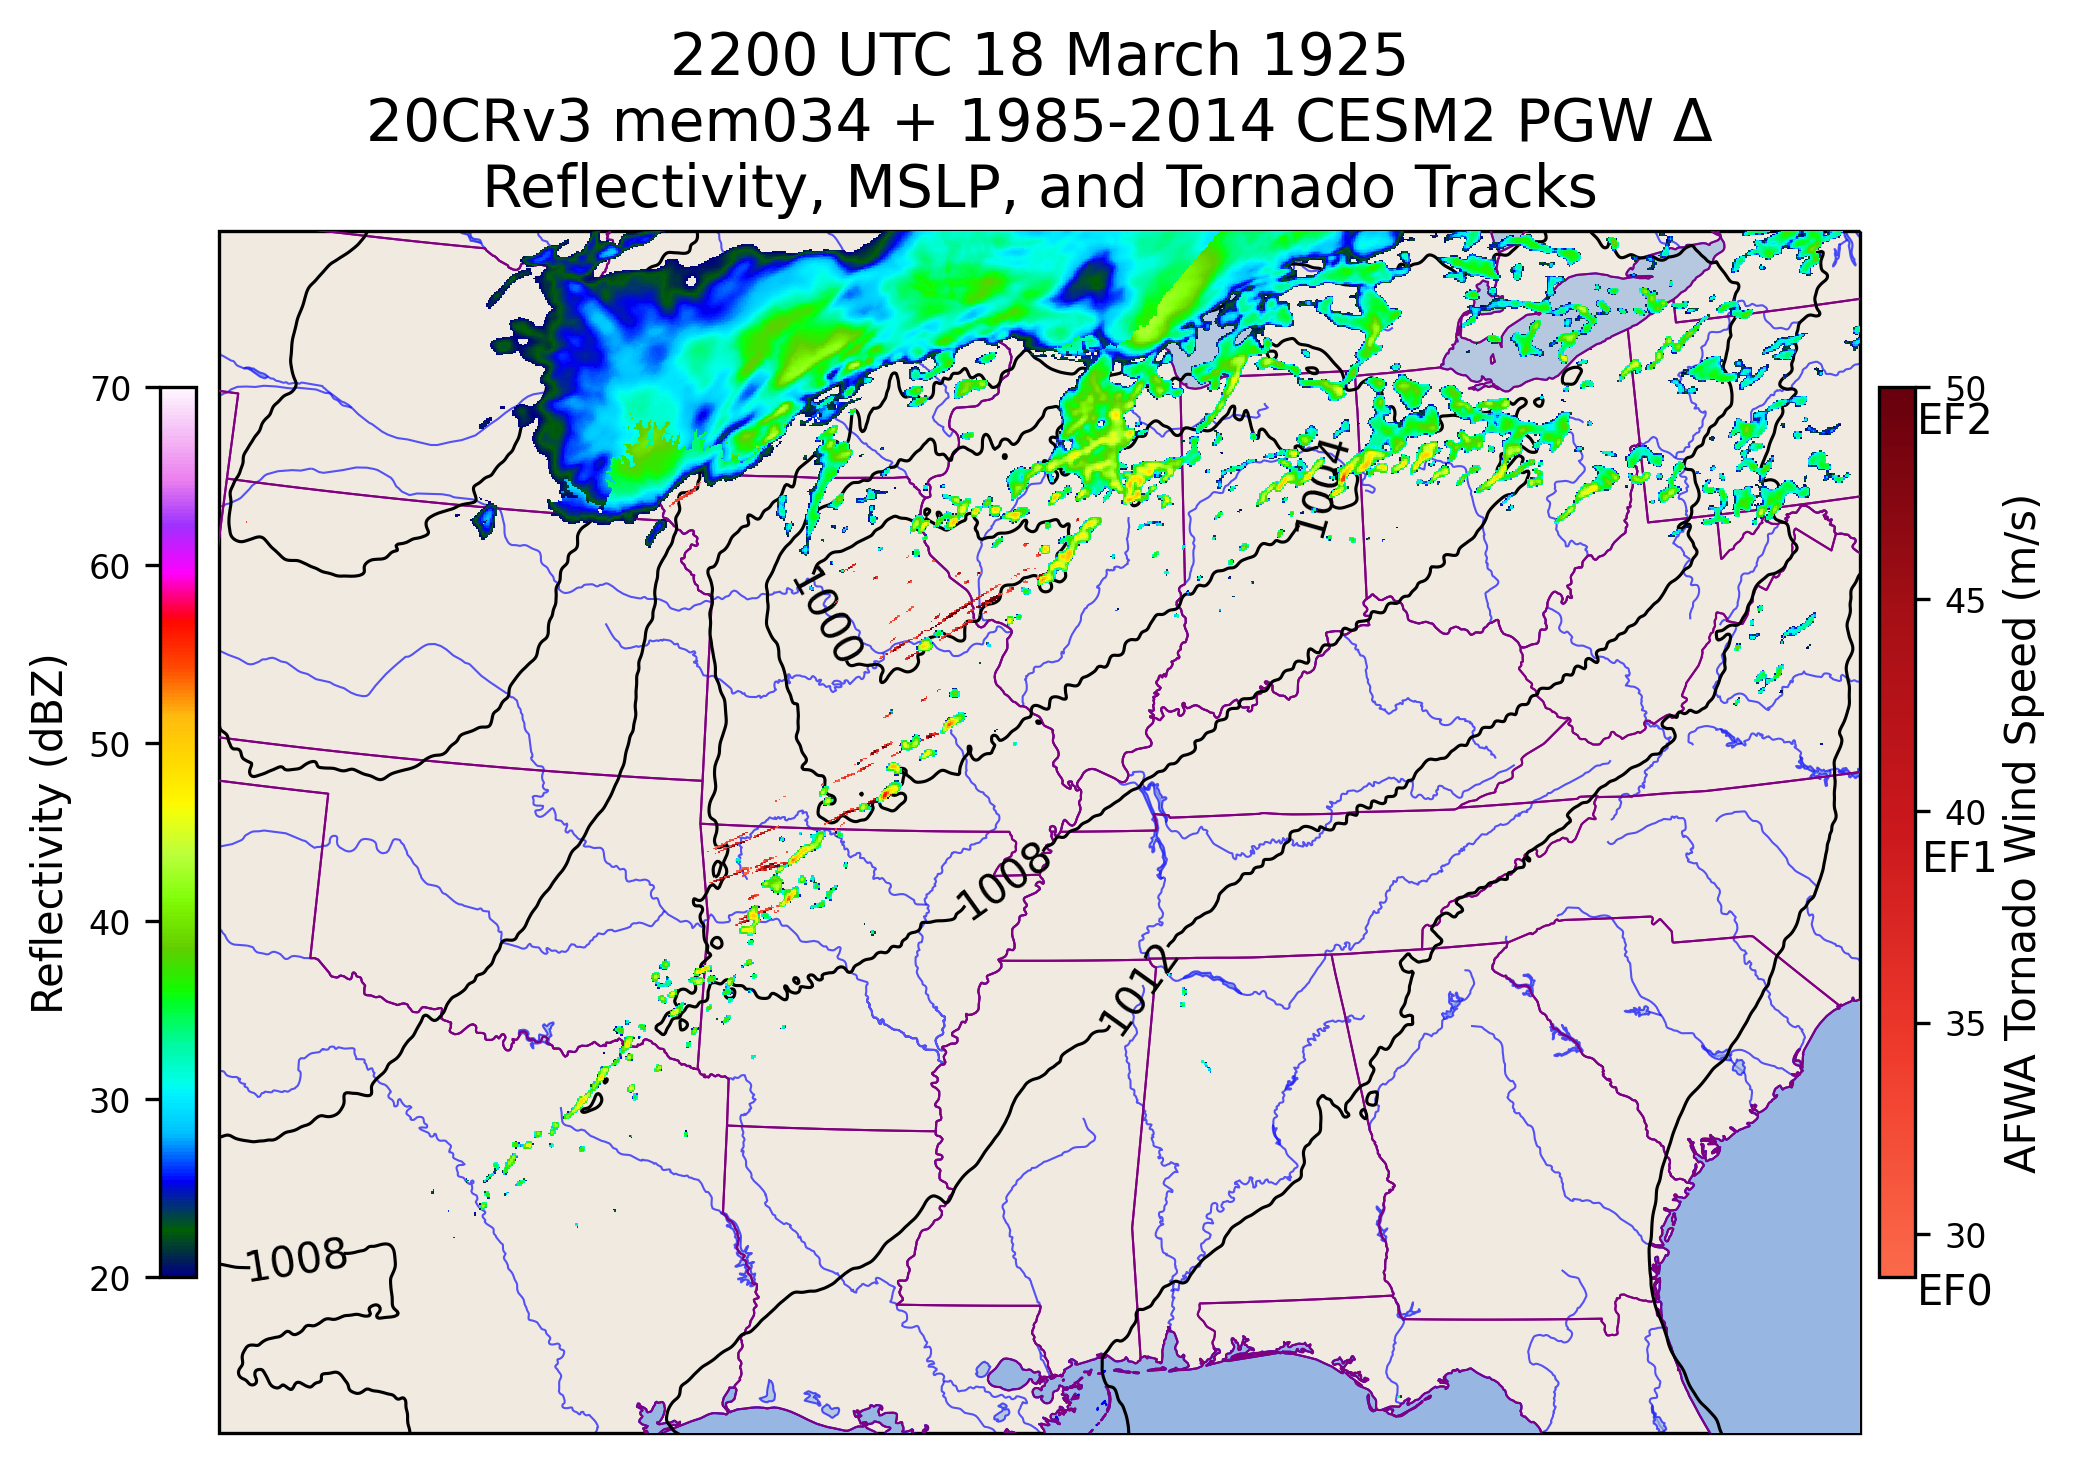 2200 UTC 18 March 1925
20CRv3 mem034 + 1985-2014 CESM2 PGW Δ
Reflectivity, MSLP, and Tornado Tracks
Reflectivity (dBZ)
70
60
50
40
30
20
1004
1000
1008
1012
1008
50
EF2
45
40
EF1
35
30
EF0
AFWA Tornado Wind Speed (m/s)